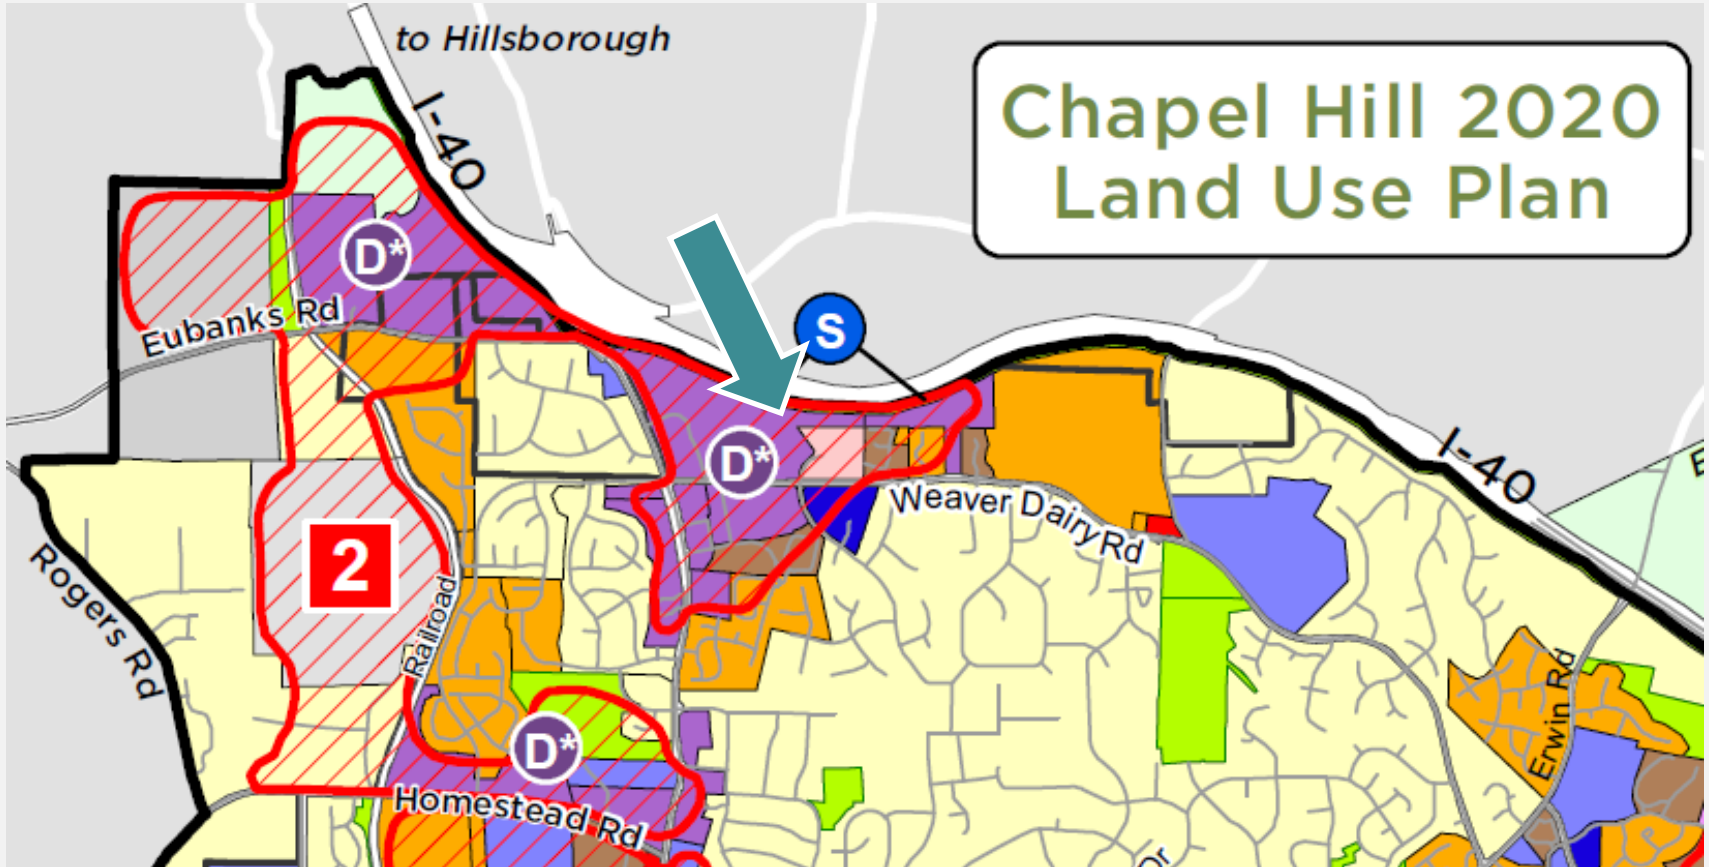 to Hillsborough
Chapel Hill 2020
Land Use Plan
I-40
D*
Eubanks Rd
S
D*
I-40
E
Weaver Dairy Rd
2
Rogers Rd
Railroad
Erwin Rd
D*
Homestead Rd
Dr